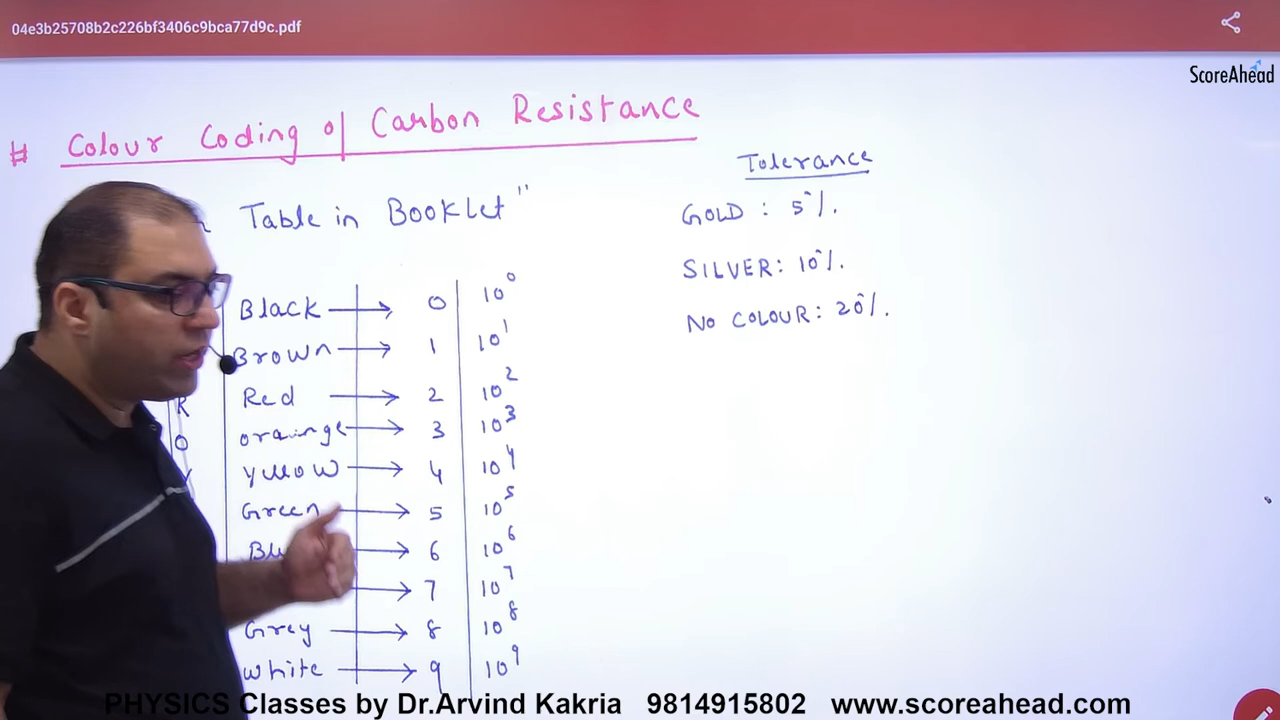 04e3b25708b2c226bf3406c9bca77d9c.pdf
ScoreAhead
# Colour Coding of Carbon Resistance
Table in Booklet"
Black → 0 10⁰
Brown → 1 10¹
Red → 2 10²
orange → 3 10³
yellow → 4 10⁴
Green → 5 10⁵
→ 6 10⁶
→ 7 10⁷
Grey → 8 10⁸
white → 9 10⁹
R
O
Y
Tolerance
GOLD : 5%.
SILVER: 10%.
NO COLOUR: 20%.
PHYSICS Classes by Dr.Arvind Kakria 9814915802 www.scoreahead.com